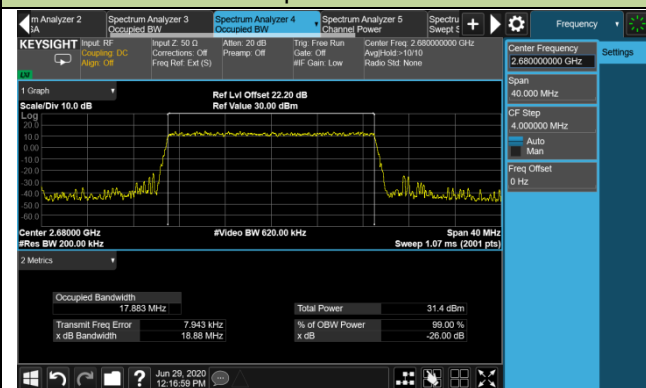 m Analyzer 2
Spectrum Analyzer 3
Occupied BW
Spectrum Analyzer 4
Occupied BW
Spectrum Analyzer 5
Channel Power
Spectru
Swept S
Frequency
KEYSIGHT
Input: RF
Coupling: DC
Align: Off
Input Z: 50 Ω
Corrections: Off
Freq Ref: Ext (S)
Atten: 20 dB
Preamp: Off
Trig: Free Run
Gate: Off
#IF Gain: Low
Center Freq: 2.680000000 GHz
Avg|Hold:>10/10
Radio Std: None
LXI
Center Frequency
2.680000000 GHz
Settings
Span
40.000 MHz
CF Step
4.000000 MHz
Auto
Man
Freq Offset
0 Hz
1 Graph
Scale/Div 10.0 dB
Ref Lvl Offset 22.20 dB
Ref Value 30.00 dBm
Log
20.0
10.0
0.00
-10.0
-20.0
-30.0
-40.0
-50.0
-60.0
Center 2.68000 GHz
#Res BW 200.00 kHz
#Video BW 620.00 kHz
Span 40 MHz
Sweep 1.07 ms (2001 pts)
2 Metrics
Occupied Bandwidth
17.883 MHz
Total Power 31.4 dBm
Transmit Freq Error 7.943 kHz
% of OBW Power 99.00 %
x dB Bandwidth 18.88 MHz
x dB -26.00 dB
Jun 29, 2020
12:16:59 PM